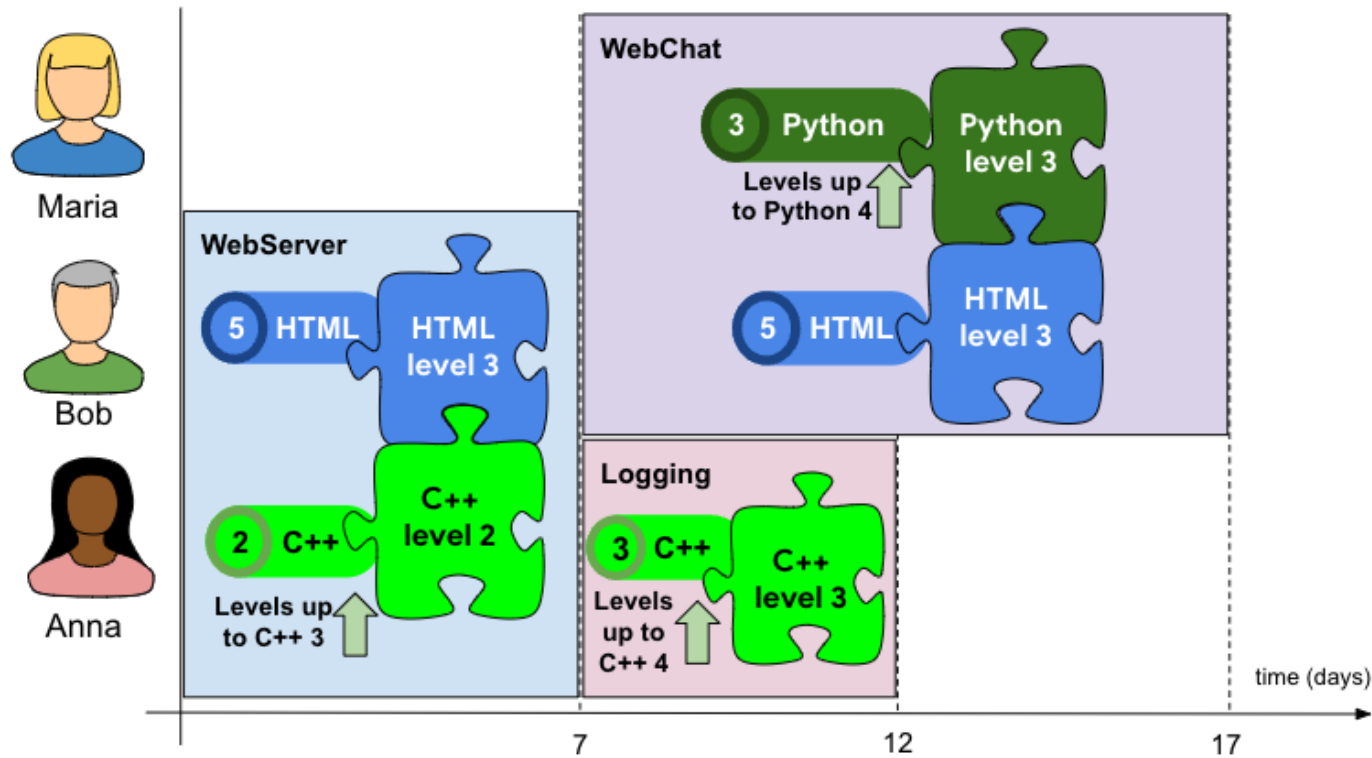 Maria
Bob
Anna
WebServer
5 HTML
HTML
level 3
2 C++
C++
level 2
Levels up
to C++ 3
WebChat
3 Python
Python
level 3
Levels up
to Python 4
5 HTML
HTML
level 3
Logging
3 C++
C++
level 3
Levels
up to
C++ 4
time (days)
7
12
17